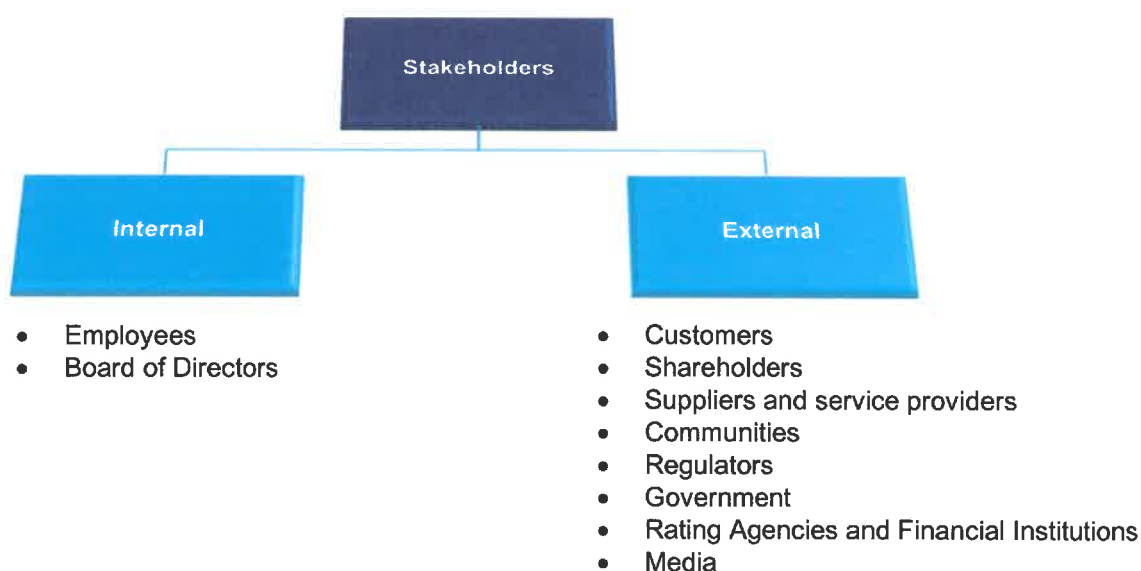 Stakeholders
Internal
• Employees
• Board of Directors
External
• Customers
• Shareholders
• Suppliers and service providers
• Communities
• Regulators
• Government
• Rating Agencies and Financial Institutions
• Media